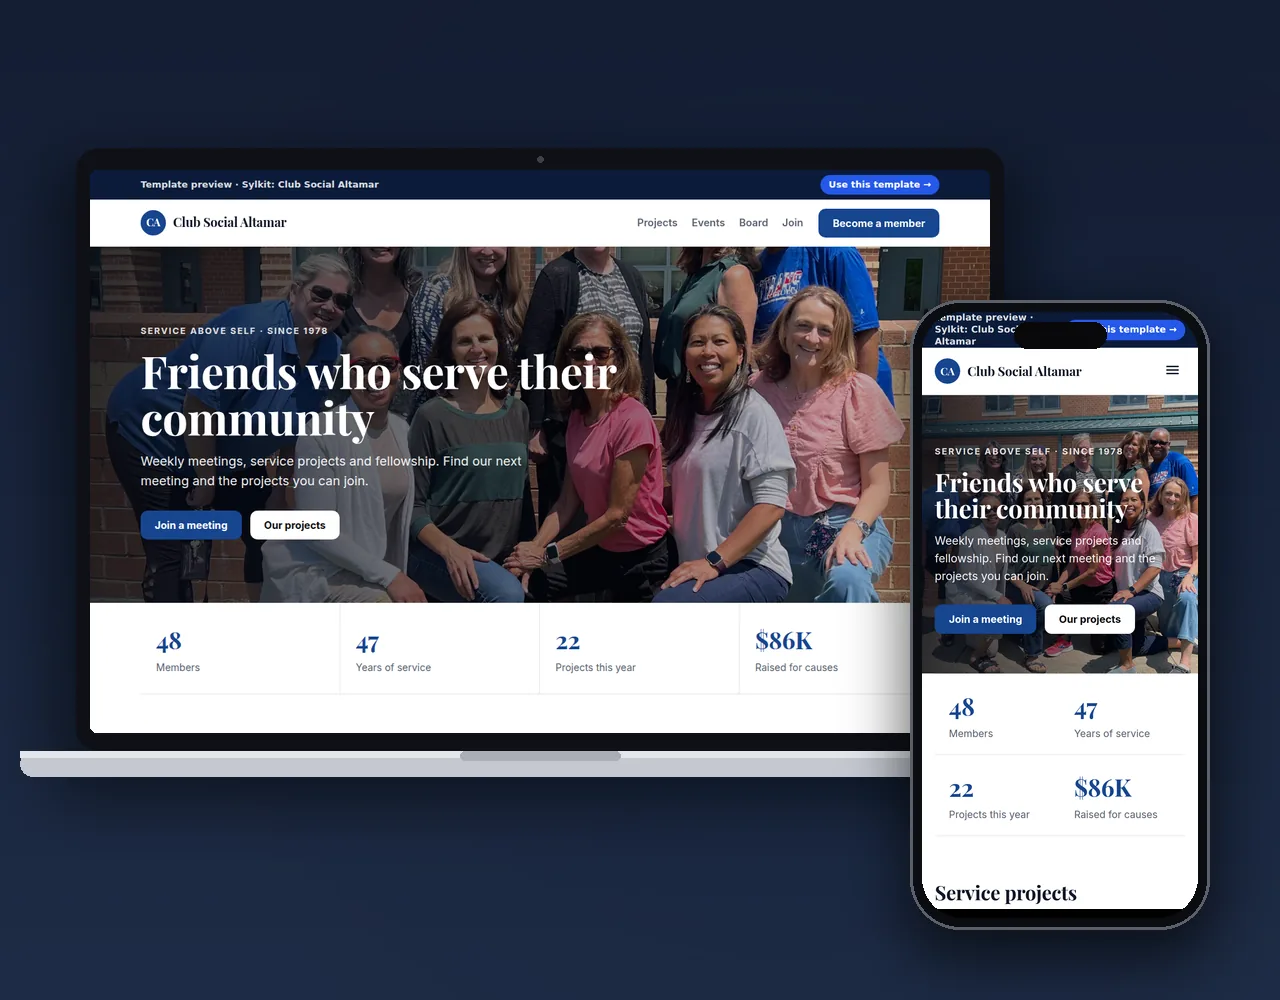 Template preview · Sylkit: Club Social Altamar
Use this template →
CA
Club Social Altamar
Projects
Events
Board
Join
Become a member
SERVICE ABOVE SELF · SINCE 1978
Friends who serve their
community
Weekly meetings, service projects and fellowship. Find our next
meeting and the projects you can join.
Join a meeting
Our projects
48
Members
47
Years of service
22
Projects this year
$86K
Raised for causes
Template preview ·
Sylkit: Club
Altamar
template →
CA
Club Social Altamar
SERVICE ABOVE SELF · SINCE 1978
Friends who serve
their community
Weekly meetings, service projects and
fellowship. Find our next meeting and the
projects you can join.
Join a meeting
Our projects
48
Members
47
Years of service
22
Projects this year
$86K
Raised for causes
Service projects